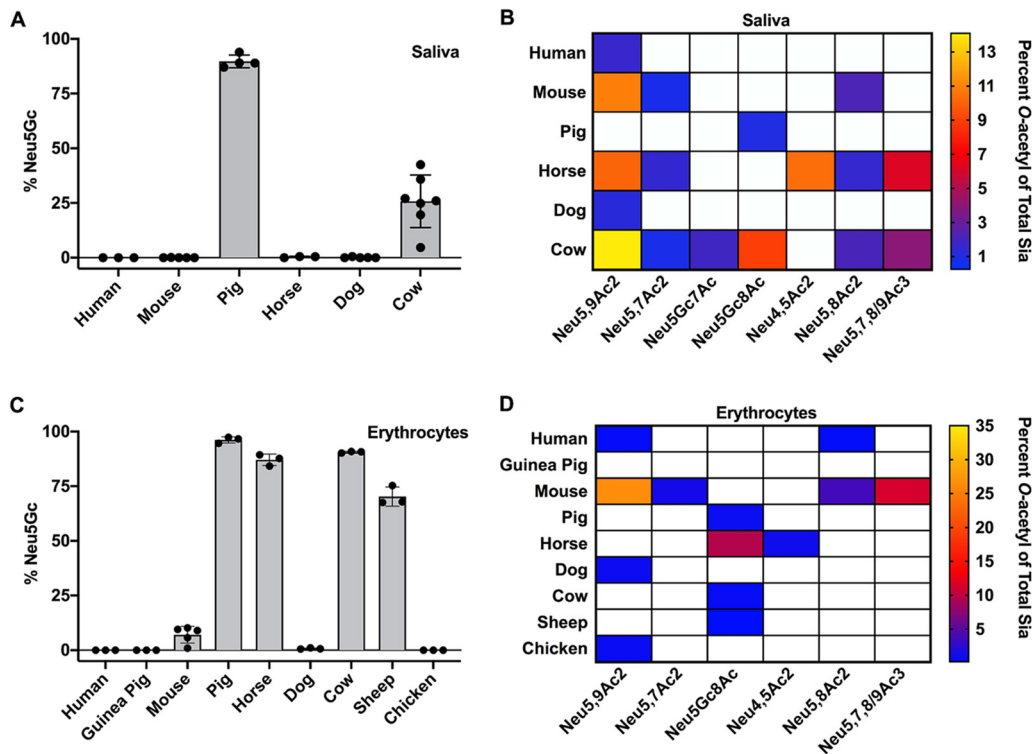 A
Saliva
% Neu5Gc
100
75
50
25
0
Human
Mouse
Pig
Horse
Dog
Cow
B
Saliva
Human
Mouse
Pig
Horse
Dog
Cow
Neu5,9Ac2
Neu5,7Ac2
Neu5Gc7Ac
Neu5Gc8Ac
Neu4,5Ac2
Neu5,8Ac2
Neu5,7,8/9Ac3
13
11
9
7
5
3
1
Percent O-acetyl of Total Sia
C
Erythrocytes
% Neu5Gc
100
75
50
25
0
Human
Guinea Pig
Mouse
Pig
Horse
Dog
Cow
Sheep
Chicken
D
Erythrocytes
Human
Guinea Pig
Mouse
Pig
Horse
Dog
Cow
Sheep
Chicken
Neu5,9Ac2
Neu5,7Ac2
Neu5Gc8Ac
Neu4,5Ac2
Neu5,8Ac2
Neu5,7,8/9Ac3
35
30
25
20
15
10
5
Percent O-acetyl of Total Sia